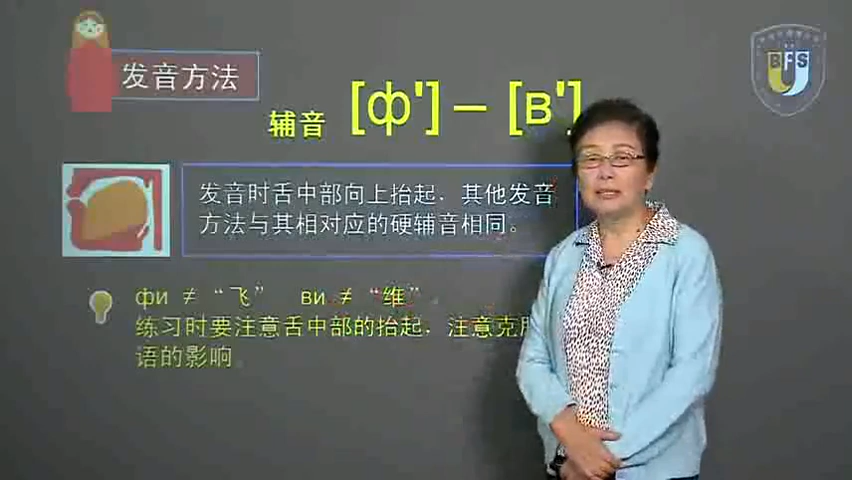 发音方法
辅音 [ф'] – [в']
发音时舌中部向上抬起，其他发音
方法与其相对应的硬辅音相同。
фи ≠ “飞” ви ≠ “维”
练习时要注意舌中部的抬起，注意克
语的影响
BFSU